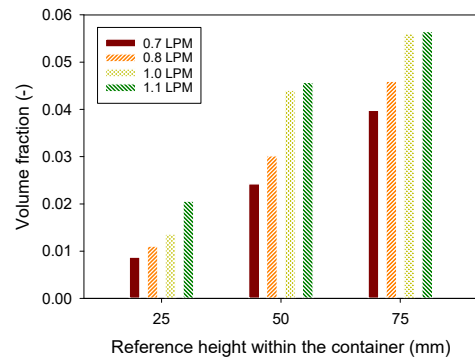 0.06
0.05
0.04
0.03
0.02
0.01
0.00
Volume fraction (-)
0.7 LPM
0.8 LPM
1.0 LPM
1.1 LPM
25 50 75
Reference height within the container (mm)